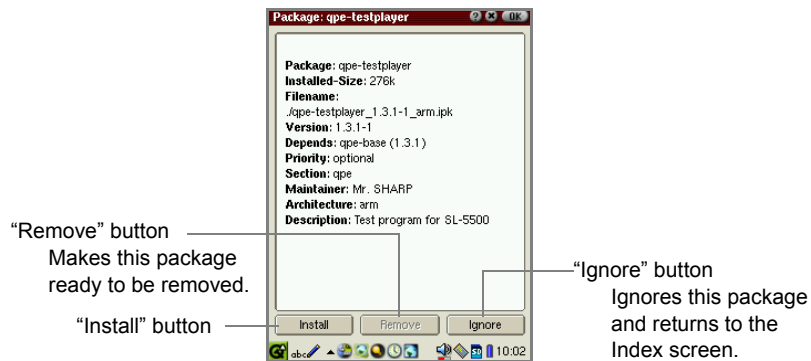 Package: qpe-testplayer
? × OK
Package: qpe-testplayer
Installed-Size: 276k
Filename:
./qpe-testplayer_1.3.1-1_arm.ipk
Version: 1.3.1-1
Depends: qpe-base (1.3.1)
Priority: optional
Section: qpe
Maintainer: Mr. SHARP
Architecture: arm
Description: Test program for SL-5500
“Remove” button
Makes this package
ready to be removed.
“Install” button
“Ignore” button
Ignores this package
and returns to the
Index screen.
Install Remove Ignore
abc SD 10:02